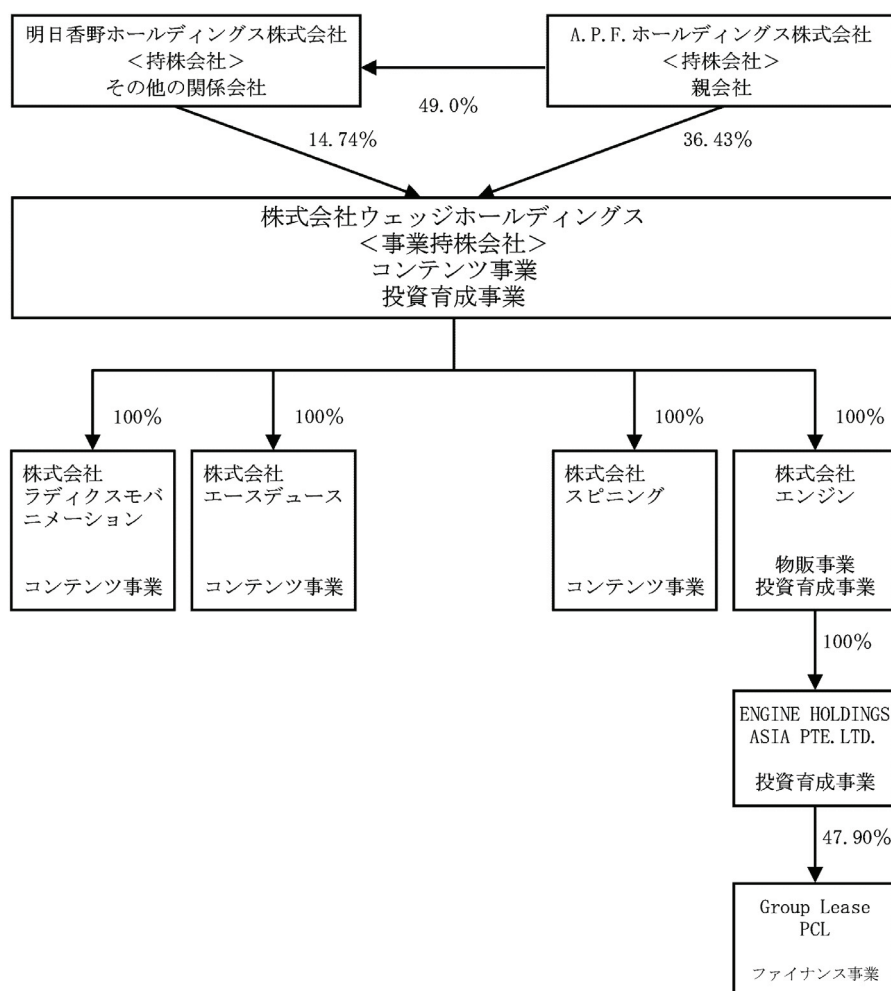 明日香野ホールディングス株式会社
＜持株会社＞
その他の関係会社
A.P.F.ホールディングス株式会社
＜持株会社＞
親会社
49.0%
14.74%
36.43%
株式会社ウェッジホールディングス
＜事業持株会社＞
コンテンツ事業
投資育成事業
100%
100%
100%
100%
株式会社
ラディクスモバ
ニメーション
コンテンツ事業
株式会社
エースデュース
コンテンツ事業
株式会社
スピニング
コンテンツ事業
株式会社
エンジン
物販事業
投資育成事業
100%
ENGINE HOLDINGS
ASIA PTE.LTD.
投資育成事業
47.90%
Group Lease
PCL
ファイナンス事業